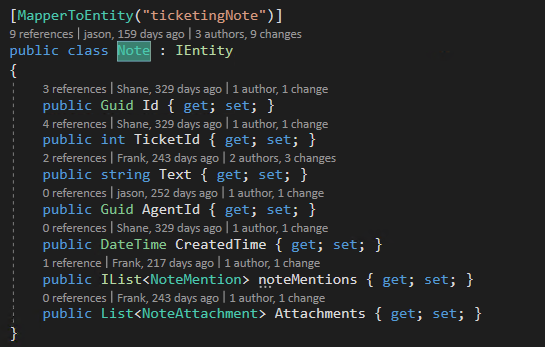 [MapperToEntity("ticketingNote")]
9 references | jason, 159 days ago | 3 authors, 9 changes
public class Note : IEntity
{
3 references | Shane, 329 days ago | 1 author, 1 change
public Guid Id { get; set; }
4 references | Shane, 329 days ago | 1 author, 1 change
public int TicketId { get; set; }
2 references | Frank, 243 days ago | 2 authors, 3 changes
public string Text { get; set; }
0 references | jason, 252 days ago | 1 author, 1 change
public Guid AgentId { get; set; }
0 references | Shane, 329 days ago | 1 author, 1 change
public DateTime CreatedTime { get; set; }
1 reference | Frank, 217 days ago | 1 author, 1 change
public IList<NoteMention> noteMentions { get; set; }
0 references | Frank, 243 days ago | 1 author, 1 change
public List<NoteAttachment> Attachments { get; set; }
}